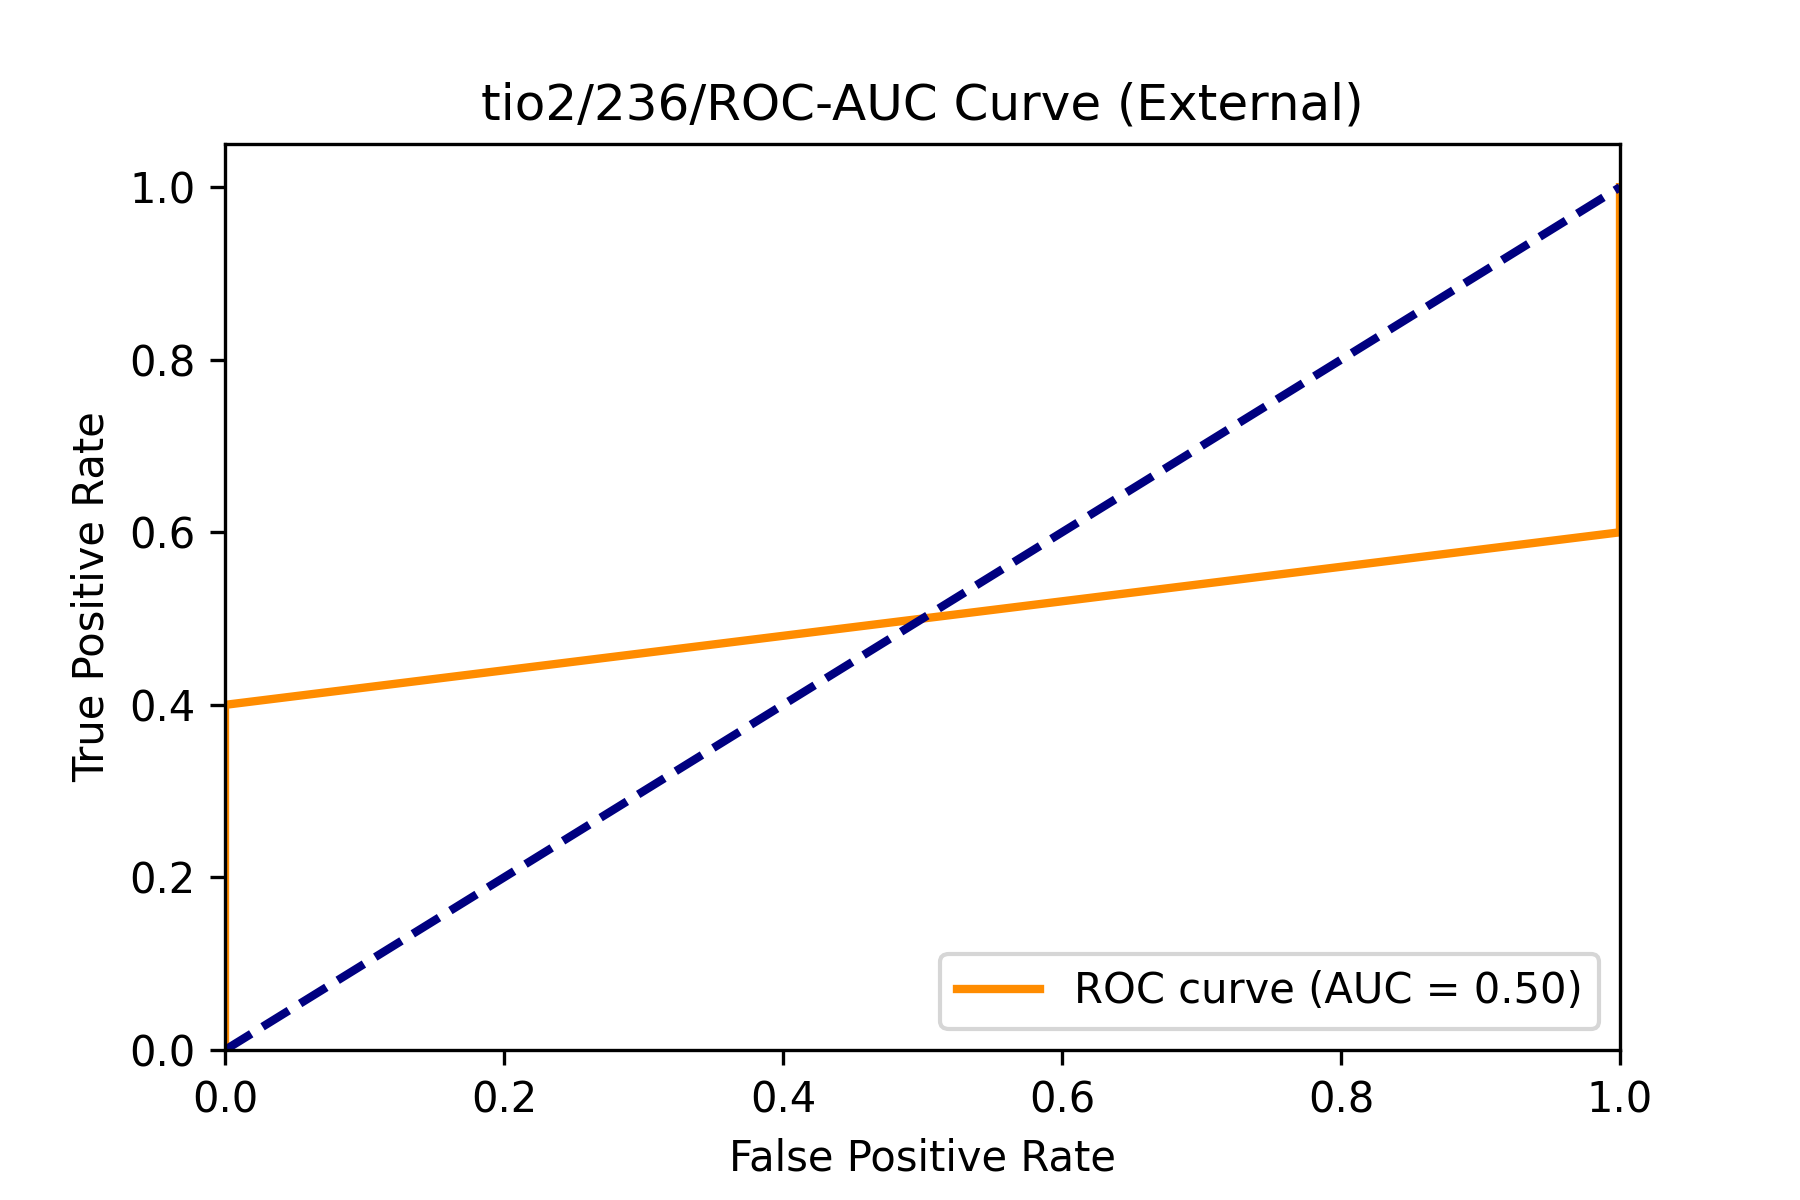 tio2/236/ROC-AUC Curve (External)
1.0
0.8
0.6
0.4
0.2
0.0
True Positive Rate
ROC curve (AUC = 0.50)
0.0 0.2 0.4 0.6 0.8 1.0
False Positive Rate